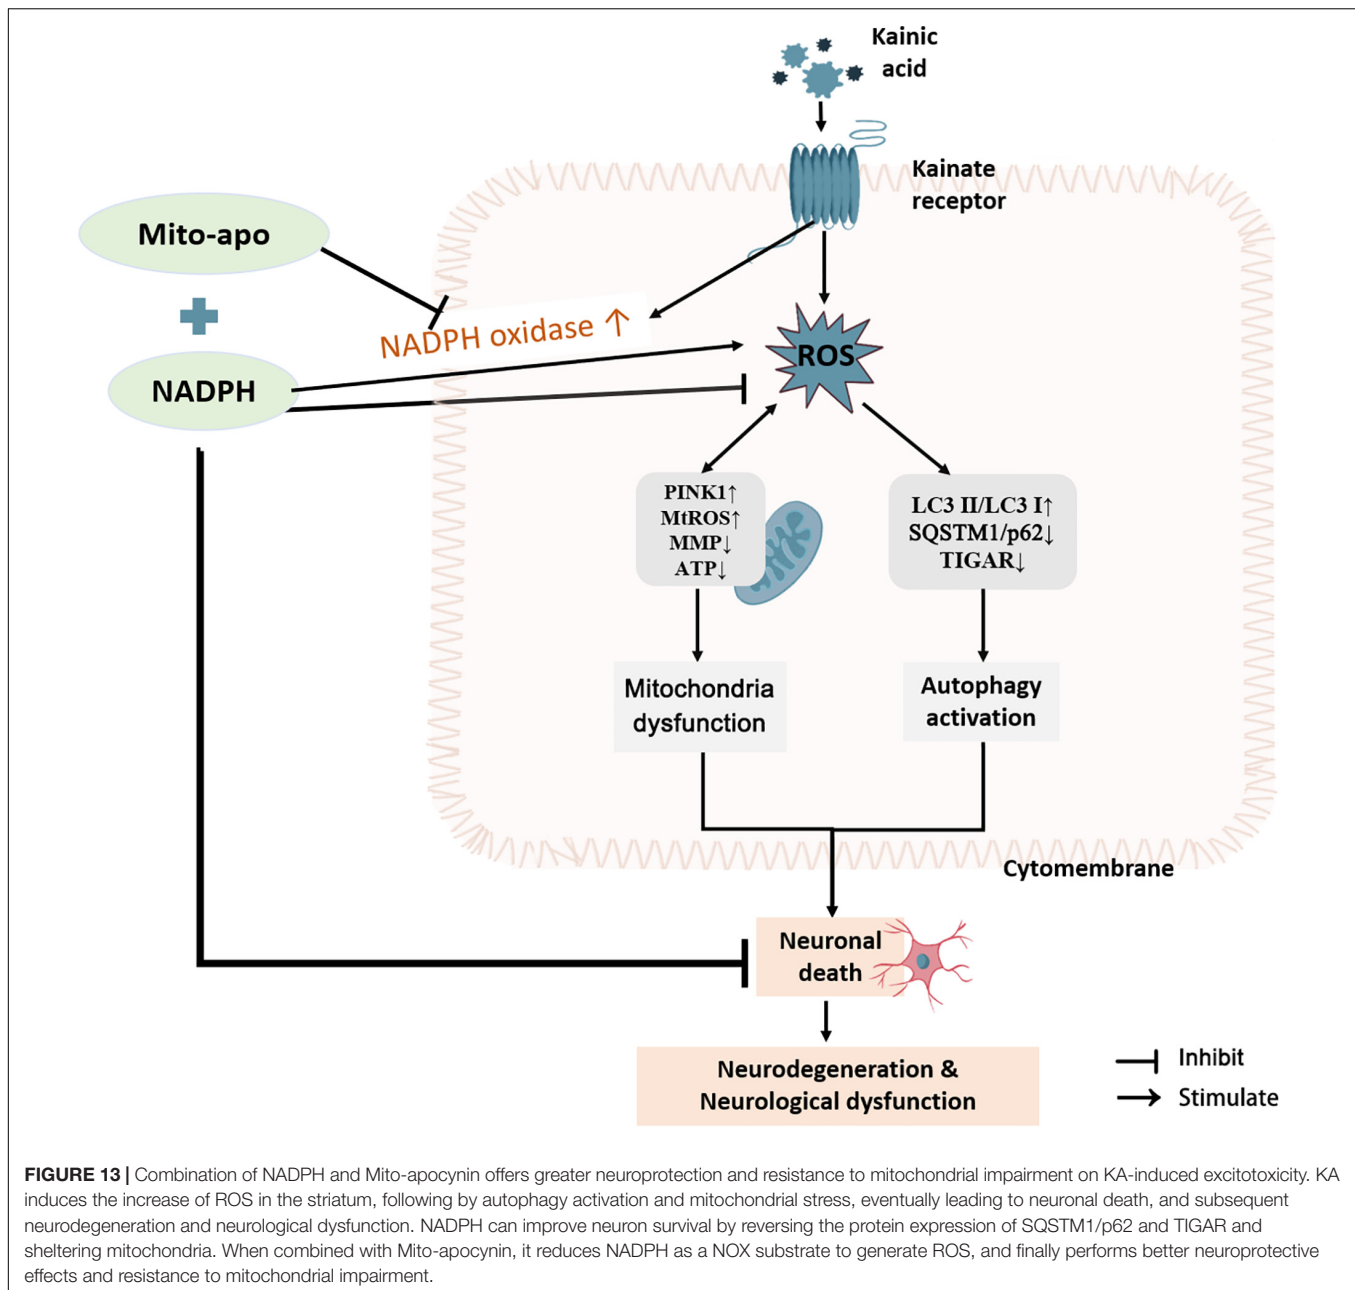 Kainic
acid
Kainate
receptor
Mito-apo
NADPH oxidase ↑
NADPH
ROS
PINK1↑
MtROS↑
MMP↓
ATP↓
LC3 II/LC3 I↑
SQSTM1/p62↓
TIGAR↓
Mitochondria
dysfunction
Autophagy
activation
Cytomembrane
Neuronal
death
Neurodegeneration &
Neurological dysfunction
Inhibit
Stimulate
FIGURE 13 | Combination of NADPH and Mito-apocynin offers greater neuroprotection and resistance to mitochondrial impairment on KA-induced excitotoxicity. KA
induces the increase of ROS in the striatum, following by autophagy activation and mitochondrial stress, eventually leading to neuronal death, and subsequent
neurodegeneration and neurological dysfunction. NADPH can improve neuron survival by reversing the protein expression of SQSTM1/p62 and TIGAR and
sheltering mitochondria. When combined with Mito-apocynin, it reduces NADPH as a NOX substrate to generate ROS, and finally performs better neuroprotective
effects and resistance to mitochondrial impairment.